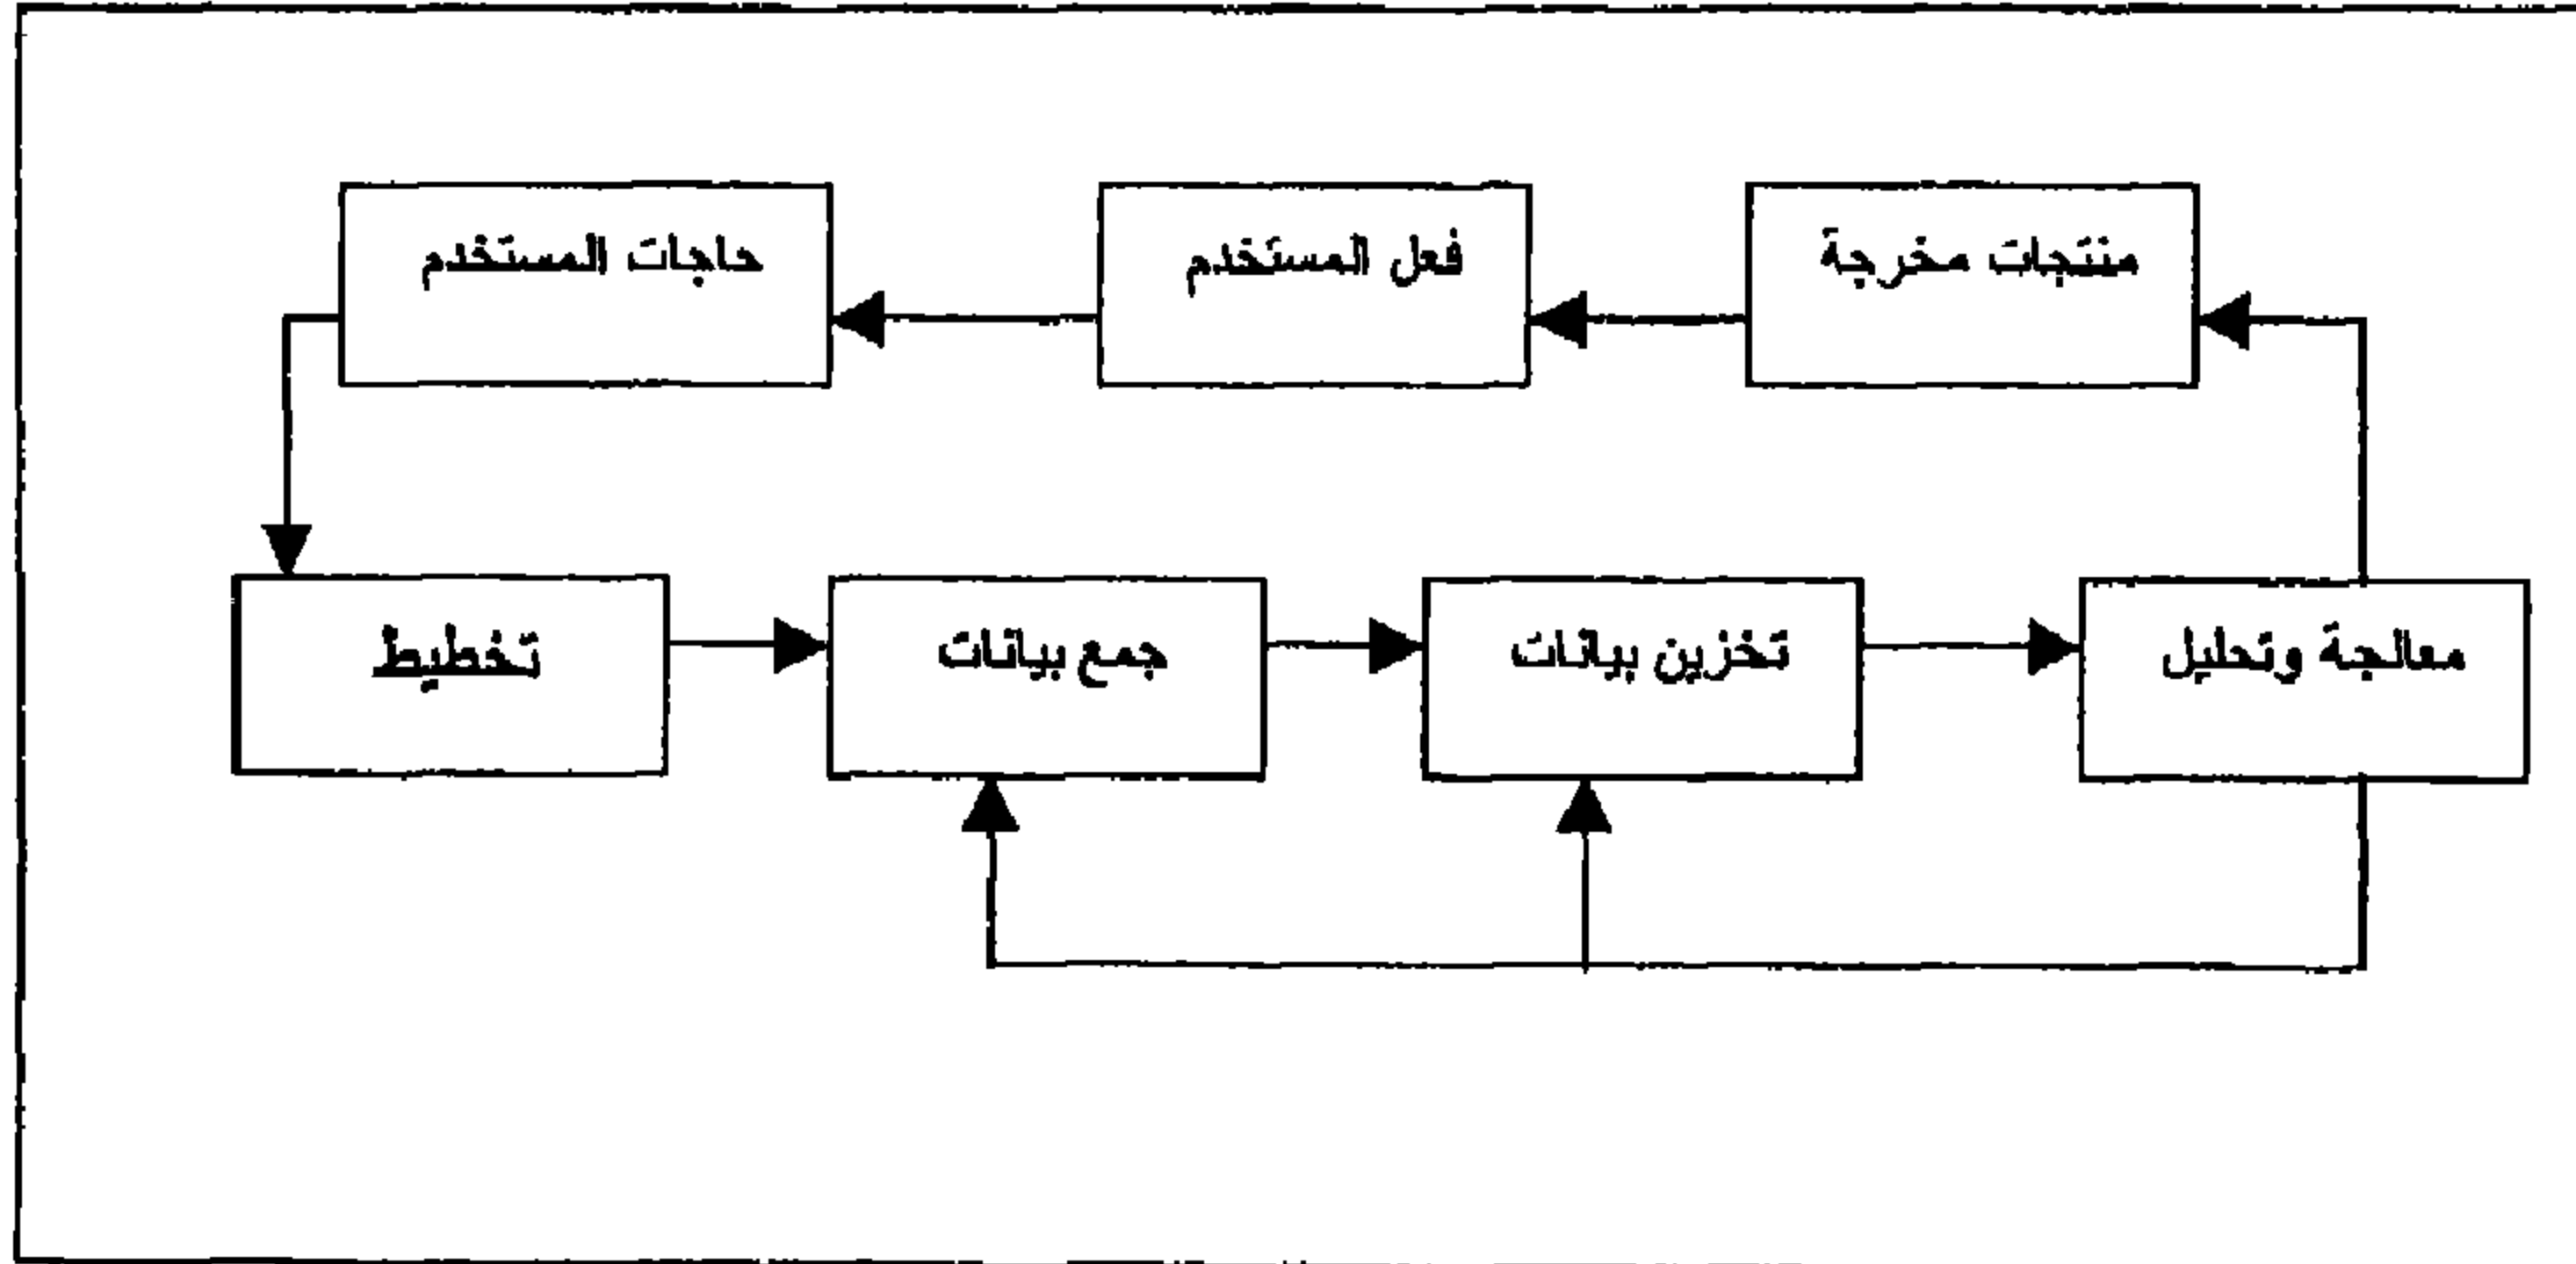 منتجات مخرجة
فعل المستخدم
حاجات المستخدم
معالجة وتحليل
تخزين بيانات
جمع بيانات
تخطيط